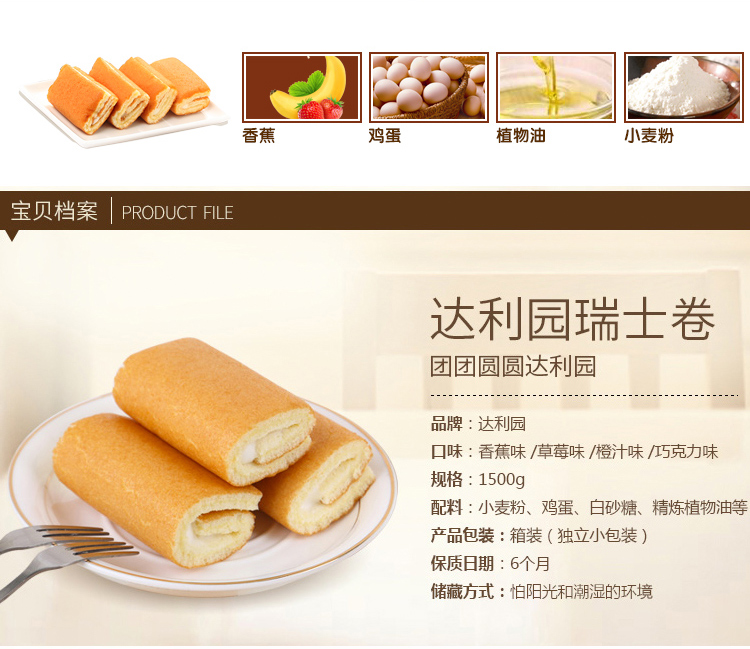 香蕉
鸡蛋
植物油
小麦粉
宝贝档案 PRODUCT FILE
达利园瑞士卷
团团圆圆达利园
品牌：达利园
口味：香蕉味 /草莓味 /橙汁味 /巧克力味
规格：1500g
配料：小麦粉、鸡蛋、白砂糖、精炼植物油等
产品包装：箱装（独立小包装）
保质日期：6个月
储藏方式：怕阳光和潮湿的环境